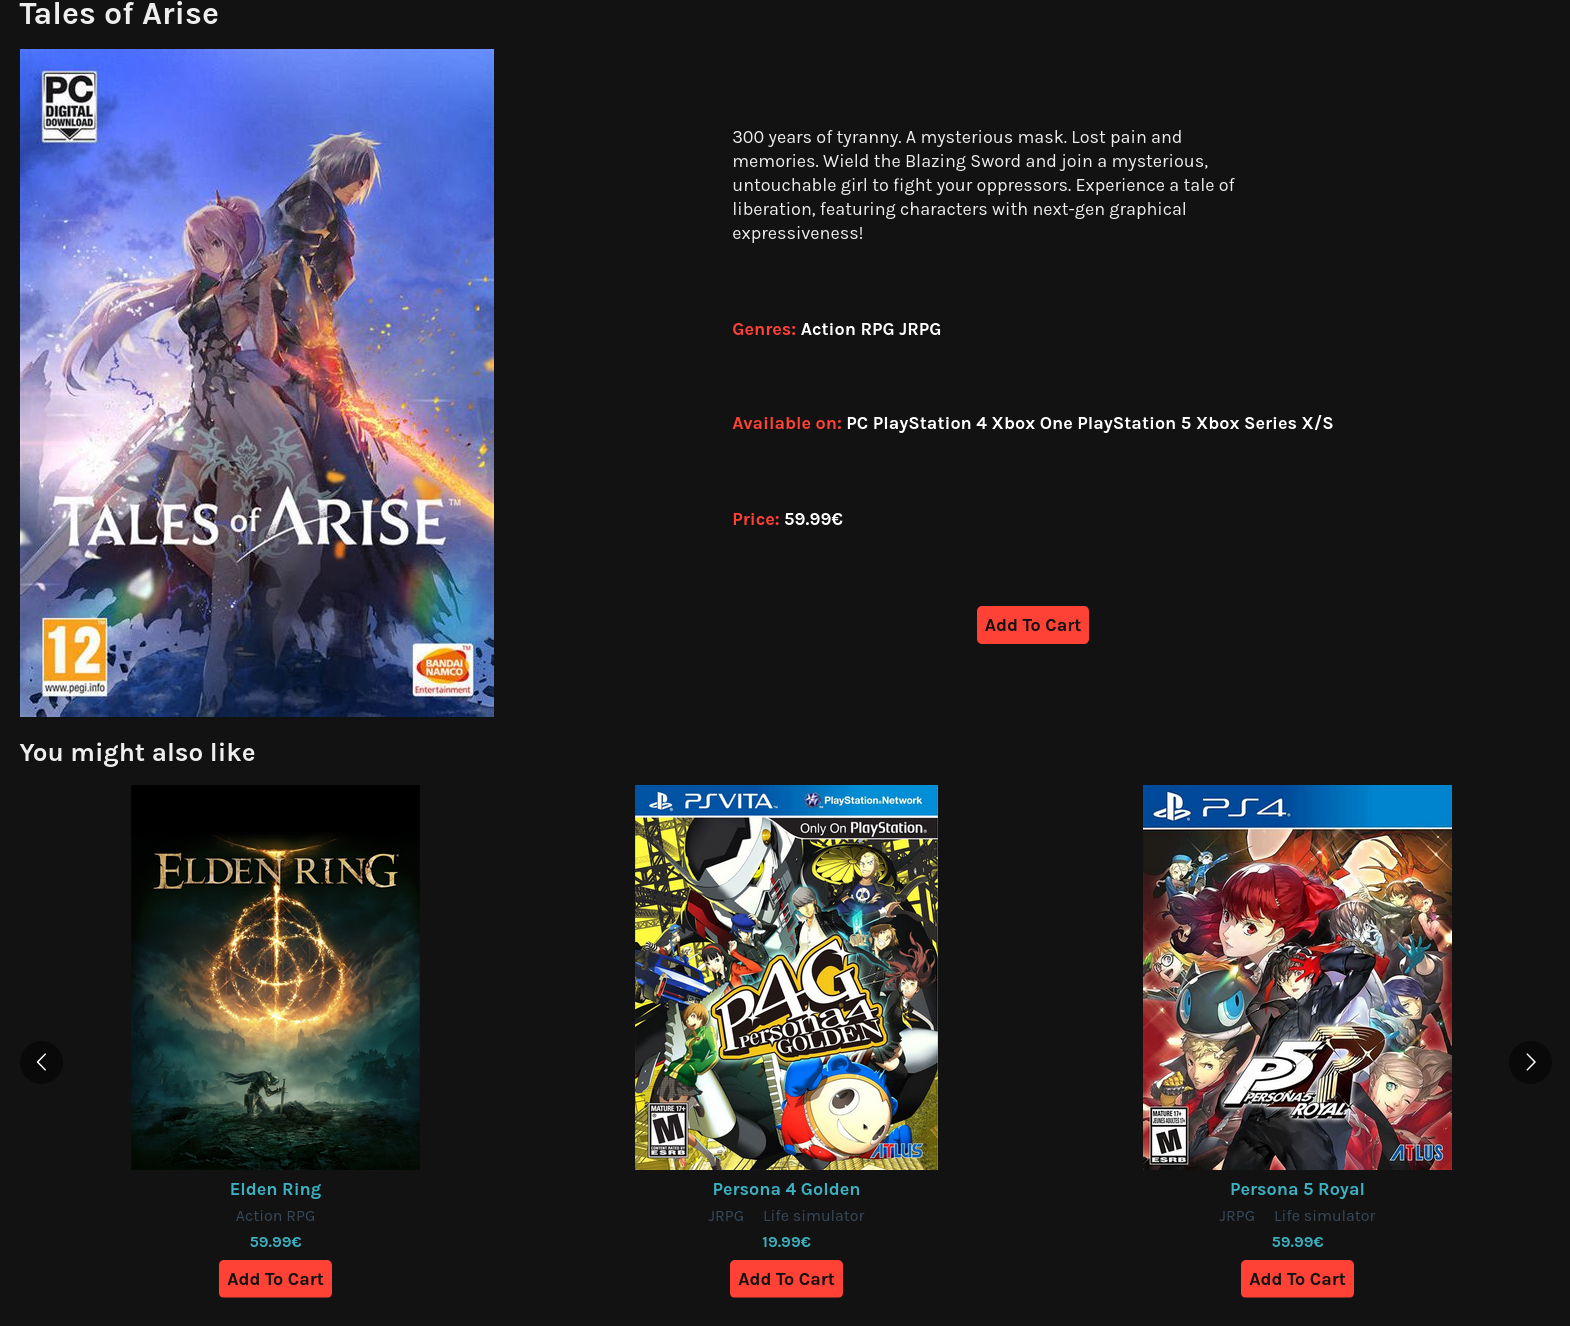 Tales of Arise
PC
DIGITAL
DOWNLOAD
TALES of ARISE™
12
www.pegi.info
BANDAI
NAMCO
Entertainment
300 years of tyranny. A mysterious mask. Lost pain and
memories. Wield the Blazing Sword and join a mysterious,
untouchable girl to fight your oppressors. Experience a tale of
liberation, featuring characters with next-gen graphical
expressiveness!
Genres: Action RPG JRPG
Available on: PC PlayStation 4 Xbox One PlayStation 5 Xbox Series X/S
Price: 59.99€
Add To Cart
You might also like
ELDEN RING
Elden Ring
Action RPG
59.99€
Add To Cart
PSVITA PlayStation®Network
Only On PlayStation®
P4G
Persona4
GOLDEN
MATURE 17+
M
CONTENT RATED BY
ESRB
ATLUS
Persona 4 Golden
JRPG Life simulator
19.99€
Add To Cart
PS4
P5R
PERSONA5
ROYAL
MATURE 17+
JEUNES ADULTES 17+
M
ESRB
ATLUS
Persona 5 Royal
JRPG Life simulator
59.99€
Add To Cart